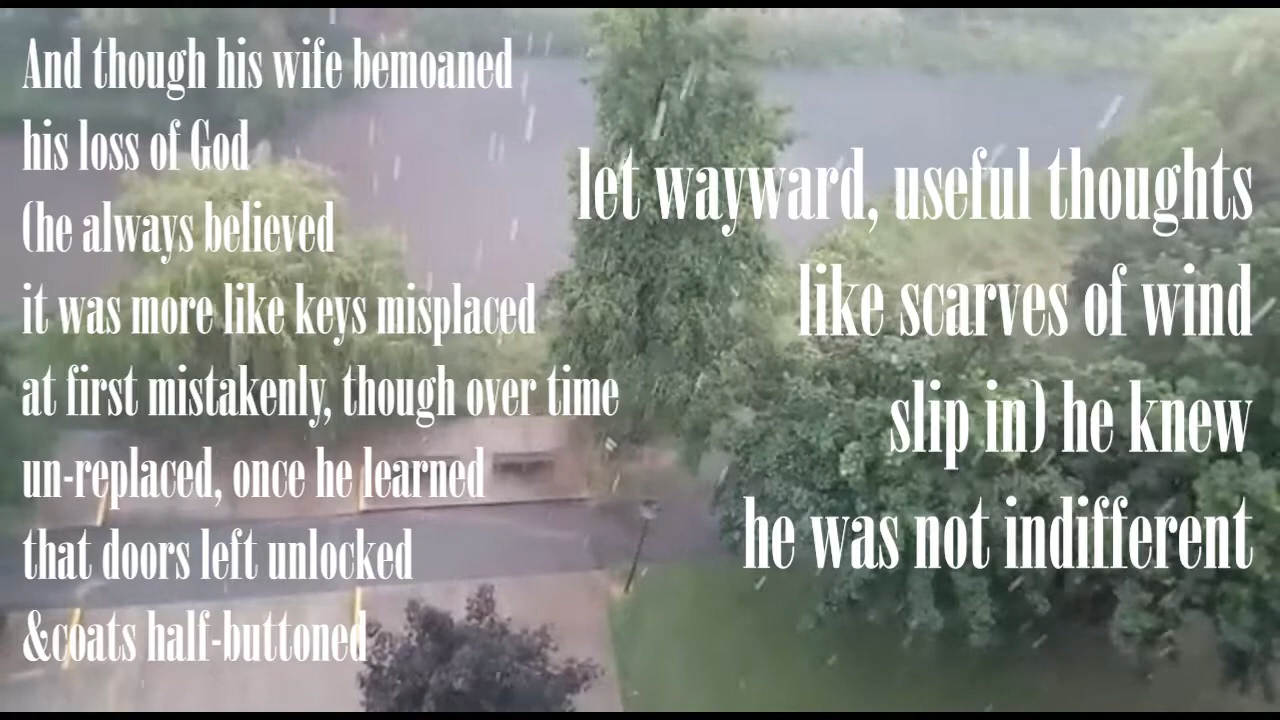 And though his wife bemoaned
his loss of God
(he always believed
it was more like keys misplaced
at first mistakenly, though over time
un-replaced, once he learned
that doors left unlocked
&coats half-buttoned
let wayward, useful thoughts
like scarves of wind
slip in) he knew
he was not indifferent